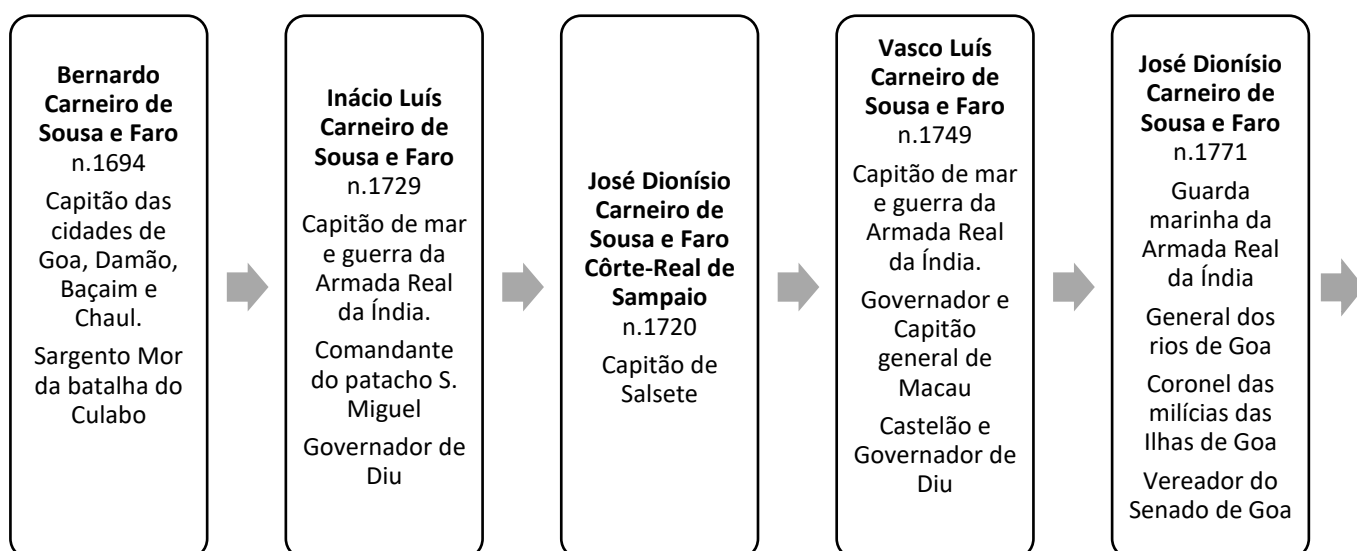 Bernardo
Carneiro de
Sousa e Faro
n.1694
Capitão das
cidades de
Goa, Damão,
Baçaim e
Chaul.
Sargento Mor
da batalha do
Culabo
Inácio Luís
Carneiro de
Sousa e Faro
n.1729
Capitão de mar
e guerra da
Armada Real
da Índia.
Comandante
do patacho S.
Miguel
Governador de
Diu
José Dionísio
Carneiro de
Sousa e Faro
Côrte-Real de
Sampaio
n.1720
Capitão de
Salsete
Vasco Luís
Carneiro de
Sousa e Faro
n.1749
Capitão de mar
e guerra da
Armada Real
da Índia.
Governador e
Capitão
general de
Macau
Castelão e
Governador de
Diu
José Dionísio
Carneiro de
Sousa e Faro
n.1771
Guarda
marinha da
Armada Real
da Índia
General dos
rios de Goa
Coronel das
milícias das
Ilhas de Goa
Vereador do
Senado de Goa